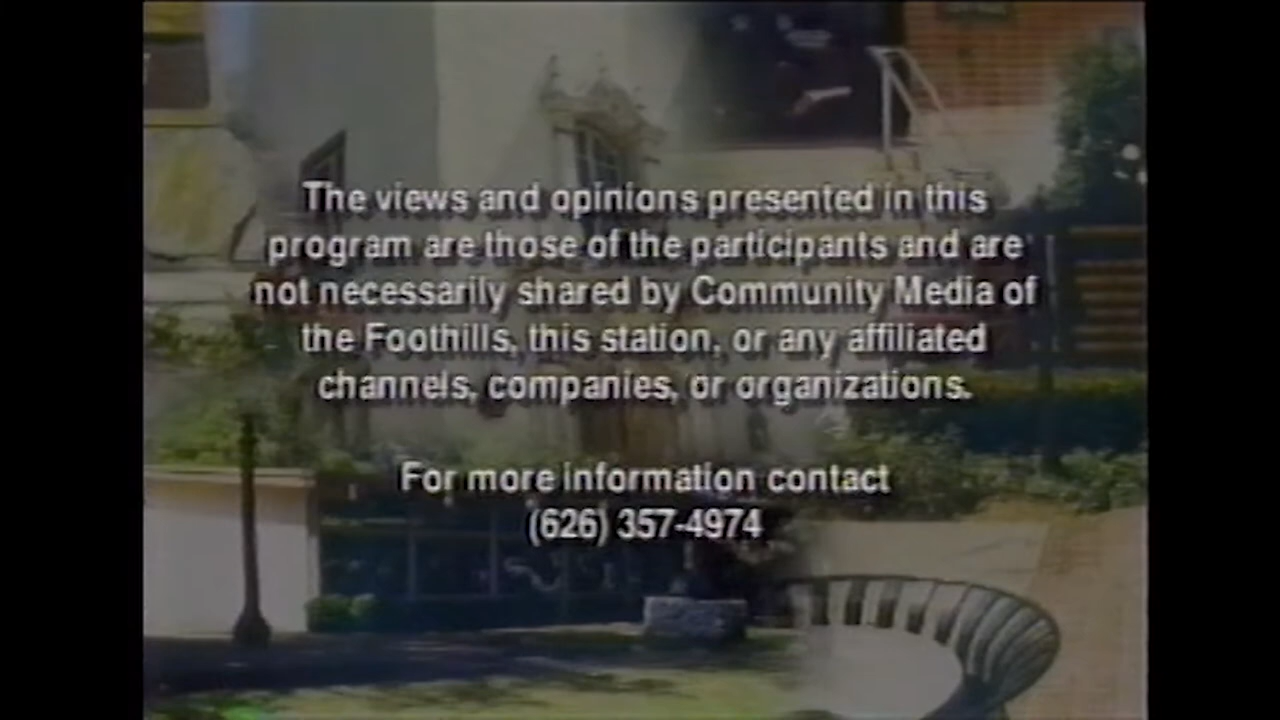 The views and opinions presented in this
program are those of the participants and are
not necessarily shared by Community Media of
the Foothills, this station, or any affiliated
channels, companies, or organizations.
For more information contact
(626) 357-4974